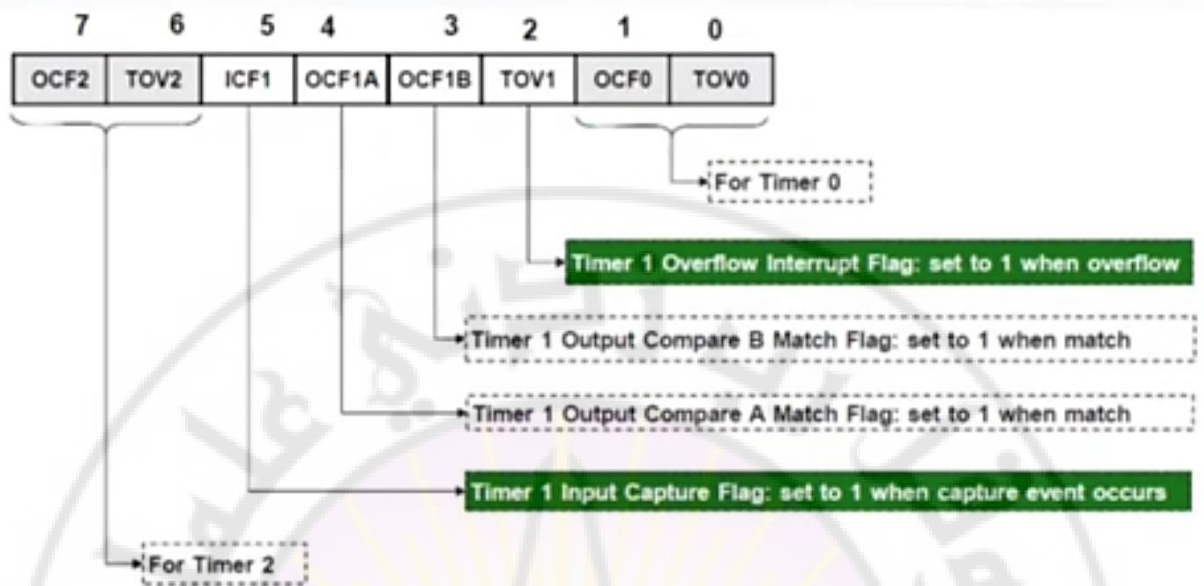 7 6 5 4 3 2 1 0
OCF2 TOV2 ICF1 OCF1A OCF1B TOV1 OCF0 TOV0
For Timer 0
Timer 1 Overflow Interrupt Flag: set to 1 when overflow
Timer 1 Output Compare B Match Flag: set to 1 when match
Timer 1 Output Compare A Match Flag: set to 1 when match
Timer 1 Input Capture Flag: set to 1 when capture event occurs
For Timer 2